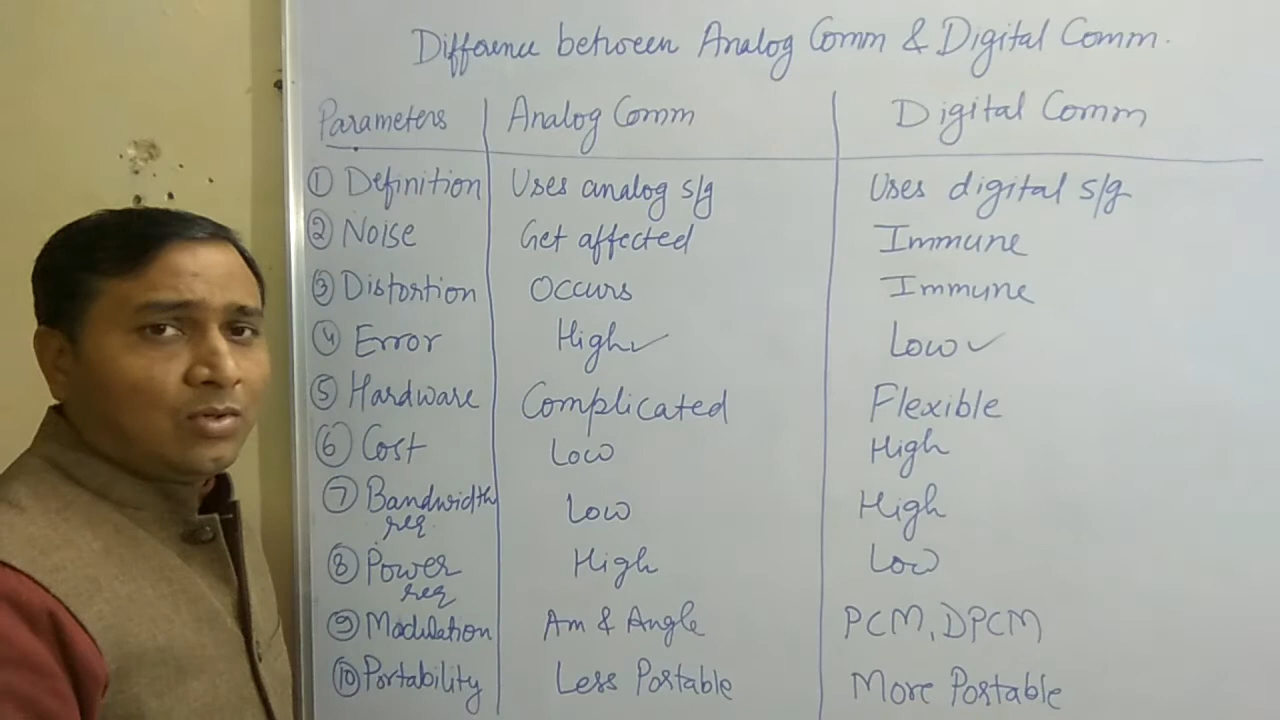 Difference between Analog Comm & Digital Comm.
Parameters Analog Comm Digital Comm
① Definition Uses analog s/g Uses digital s/g
② Noise Get affected Immune
③ Distortion Occurs Immune
④ Error High ✓ Low ✓
⑤ Hardware Complicated Flexible
⑥ Cost Low High
⑦ Bandwidth Low High
req.
⑧ Power High Low
req
⑨ Modulation Am & Angle PCM, DPCM
⑩ Portability Less Portable More Portable